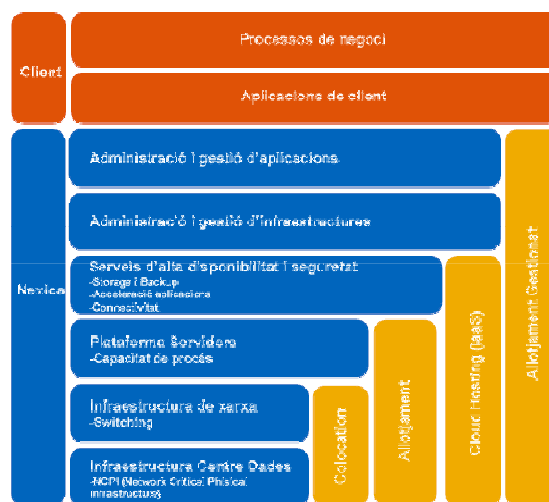 Client
Processos de negoci
Aplicacions de client
Nexica
Administració i gestió d'aplicacions
Administració i gestió d'infraestructures
Serveis d'alta disponibilitat i seguretat
-Storage i Backup
-Acceleració aplicacions
-Connectivitat
Plataforma Servidors
-Capacitat de procés
Infraestructura de xarxa
-Switching
Infraestructura Centre Dades
-NCPI (Network Critical Phisical
Infrastructure)
Colocation
Allotjament
Cloud Hosting (IaaS)
Allotjament Gestionat